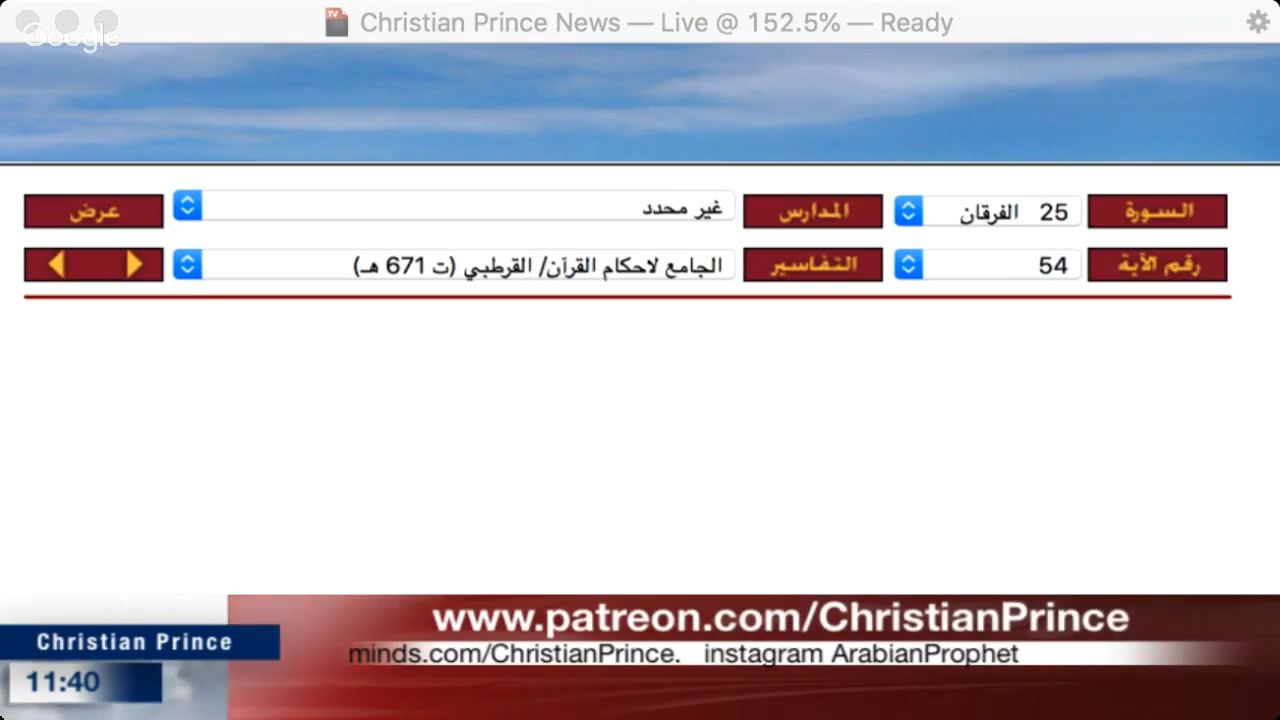 Christian Prince News — Live @ 152.5% — Ready
Google
السورة 25 الفرقان المدارس غير محدد عرض
رقم الآية 54 التفاسير الجامع لاحكام القرآن/ القرطبي (ت 671 هـ)
www.patreon.com/ChristianPrince
Christian Prince
minds.com/ChristianPrince. instagram ArabianProphet
11:40